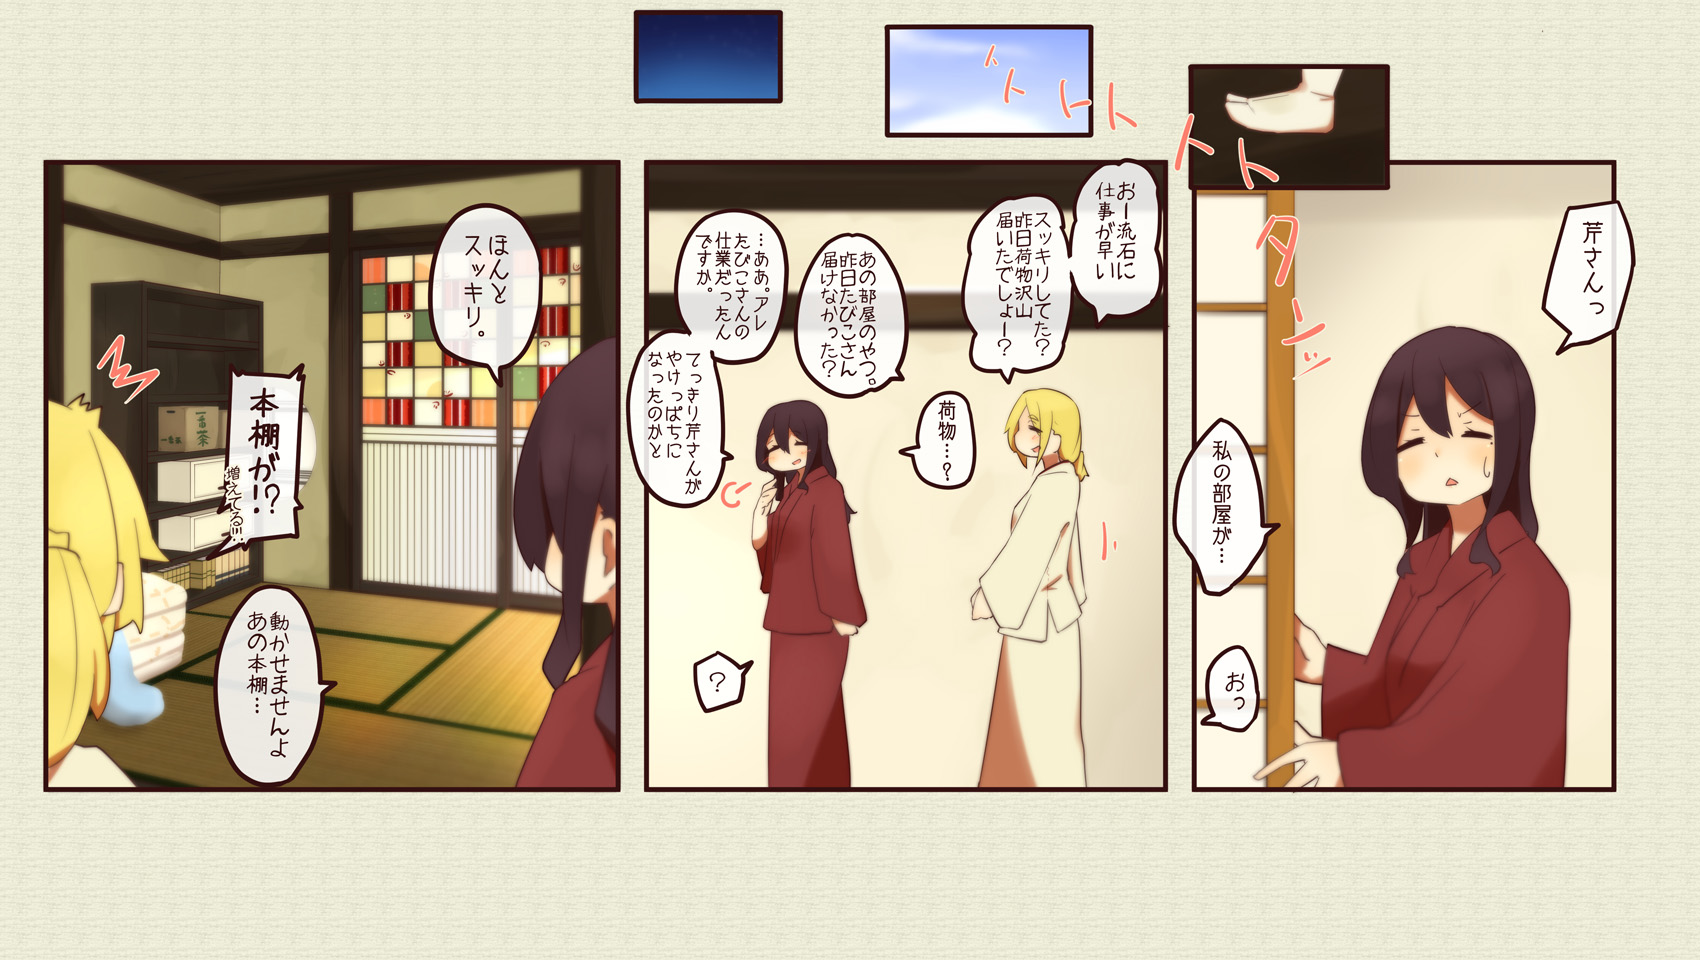 トトトトトト
タンッ
芹さんっ
私の部屋が…
おっ
おー流石に
仕事が早い
スッキリしてた?
昨日荷物沢山
届いたでしょー?
荷物…?
あの部屋のやつ。
昨日たびこさん
届けなかった?
…ああ。アレ
たびこさんの
仕業だったん
ですか。
てっきり芹さんが
やけっぱちに
なったのかと
?
ほんと
スッキリ。
本棚が!?
増えてる!!?
動かせませんよ
あの本棚…
一番茶
一番茶